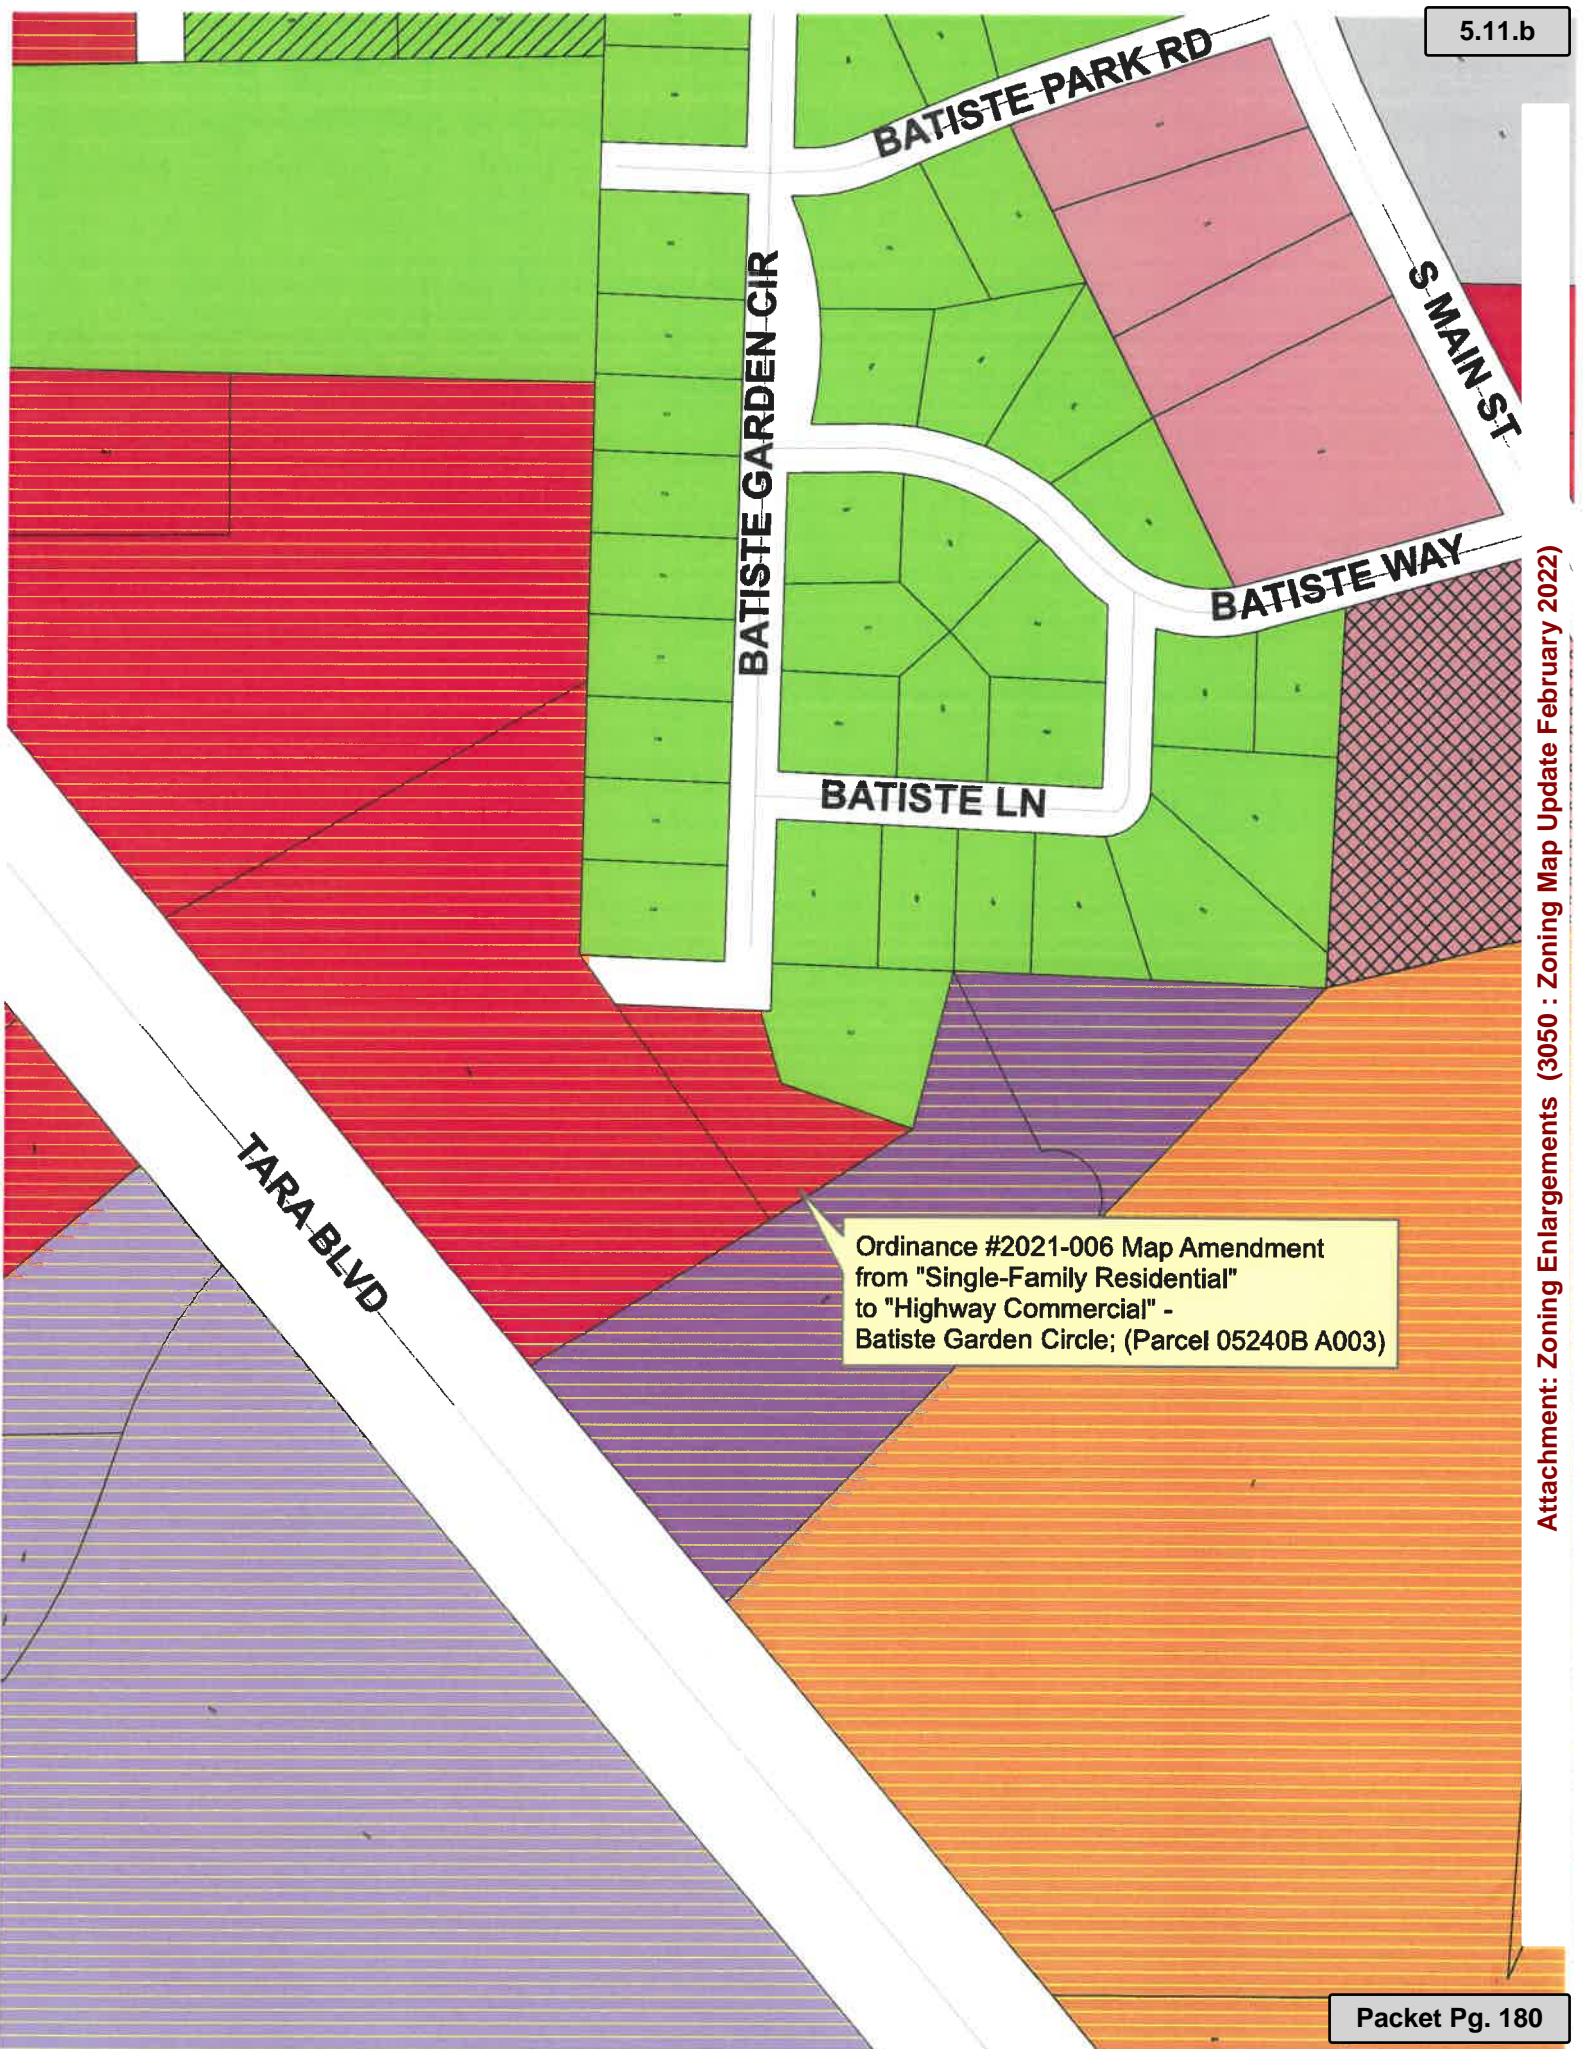 5.11.b
BATISTE PARK RD
S MAIN ST
BATISTE GARDEN CIR
BATISTE WAY
BATISTE LN
TARA BLVD
Ordinance #2021-006 Map Amendment
from "Single-Family Residential"
to "Highway Commercial" -
Batiste Garden Circle; (Parcel 05240B A003)
Attachment: Zoning Enlargements (3050 : Zoning Map Update February 2022)
Packet Pg. 180